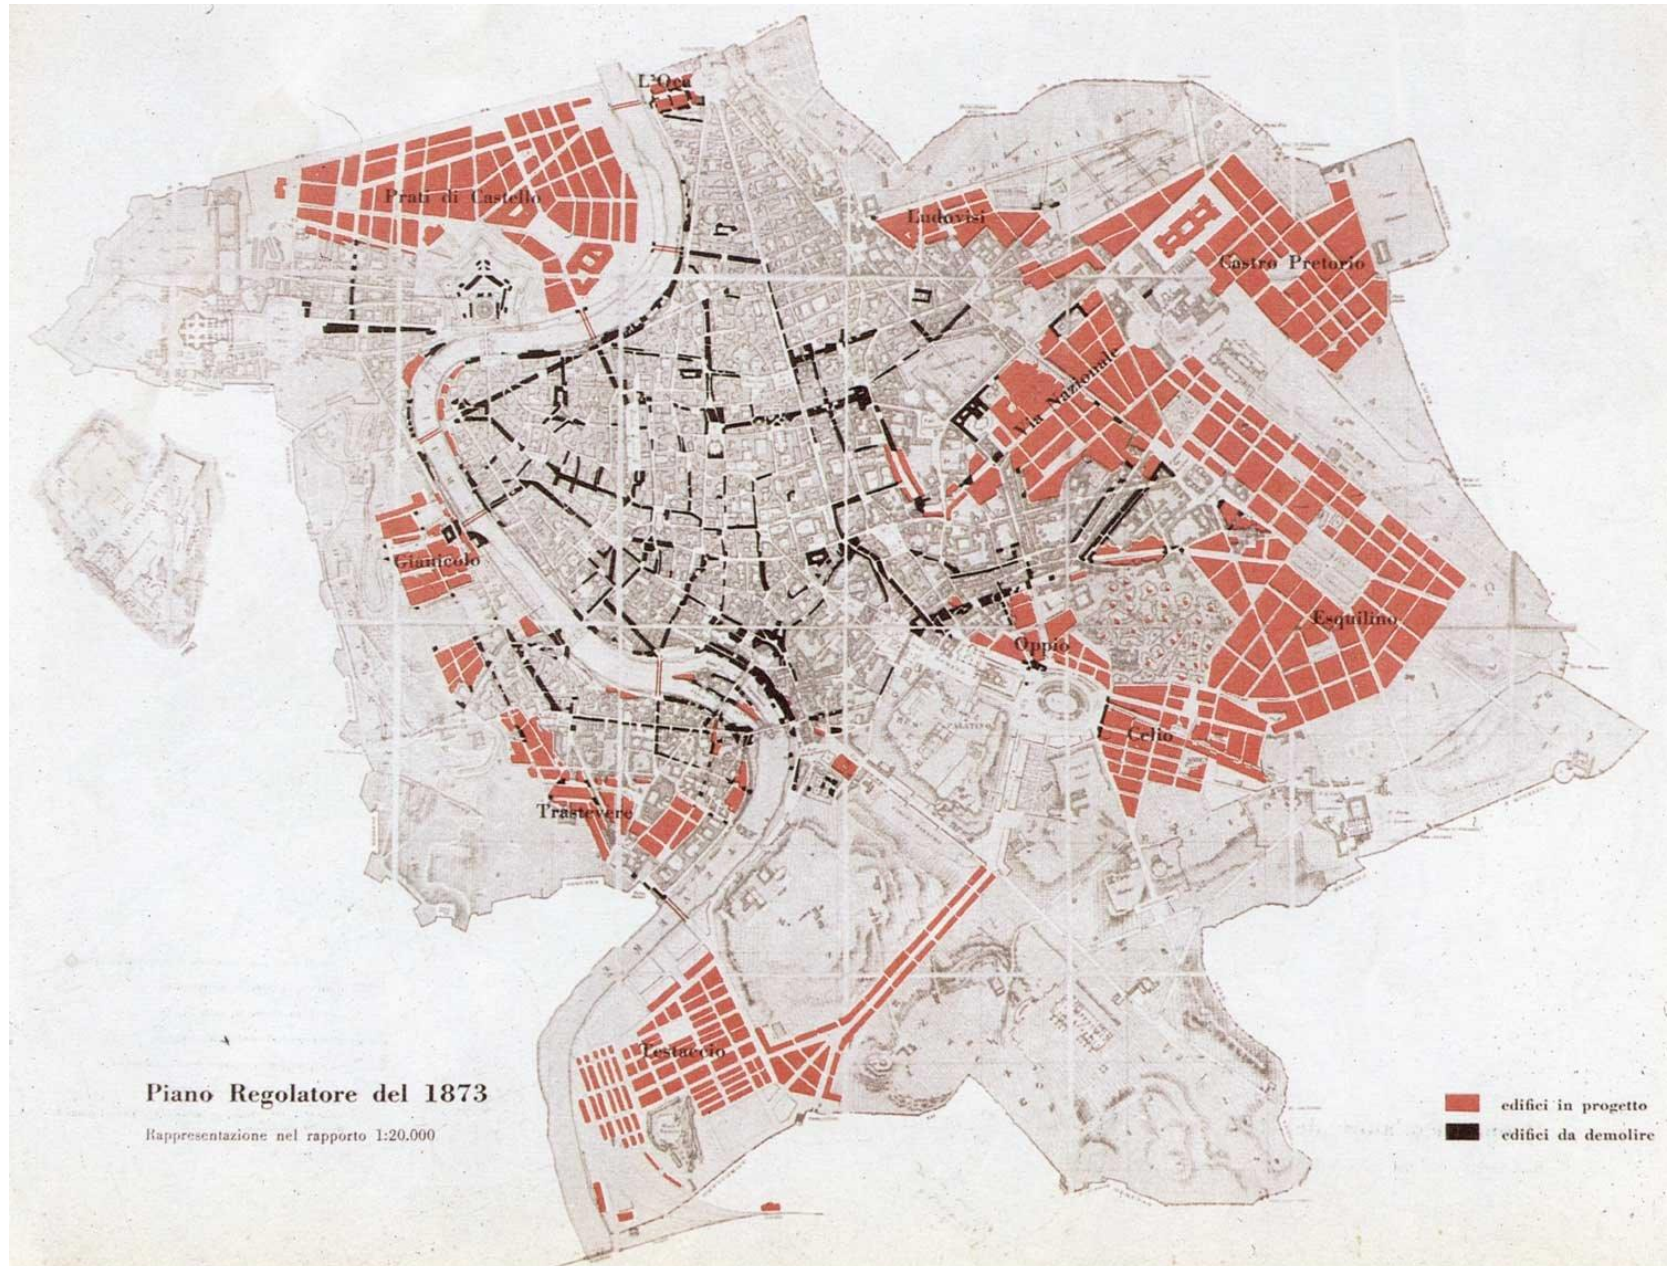 L'Oca
Prati di Castello
Ludovisi
Castro Pretorio
Via Nazionale
Gianicolo
Esquilino
Oppio
Celio
Trastevere
Testaccio
Piano Regolatore del 1873
Rappresentazione nel rapporto 1:20.000
edifici in progetto
edifici da demolire